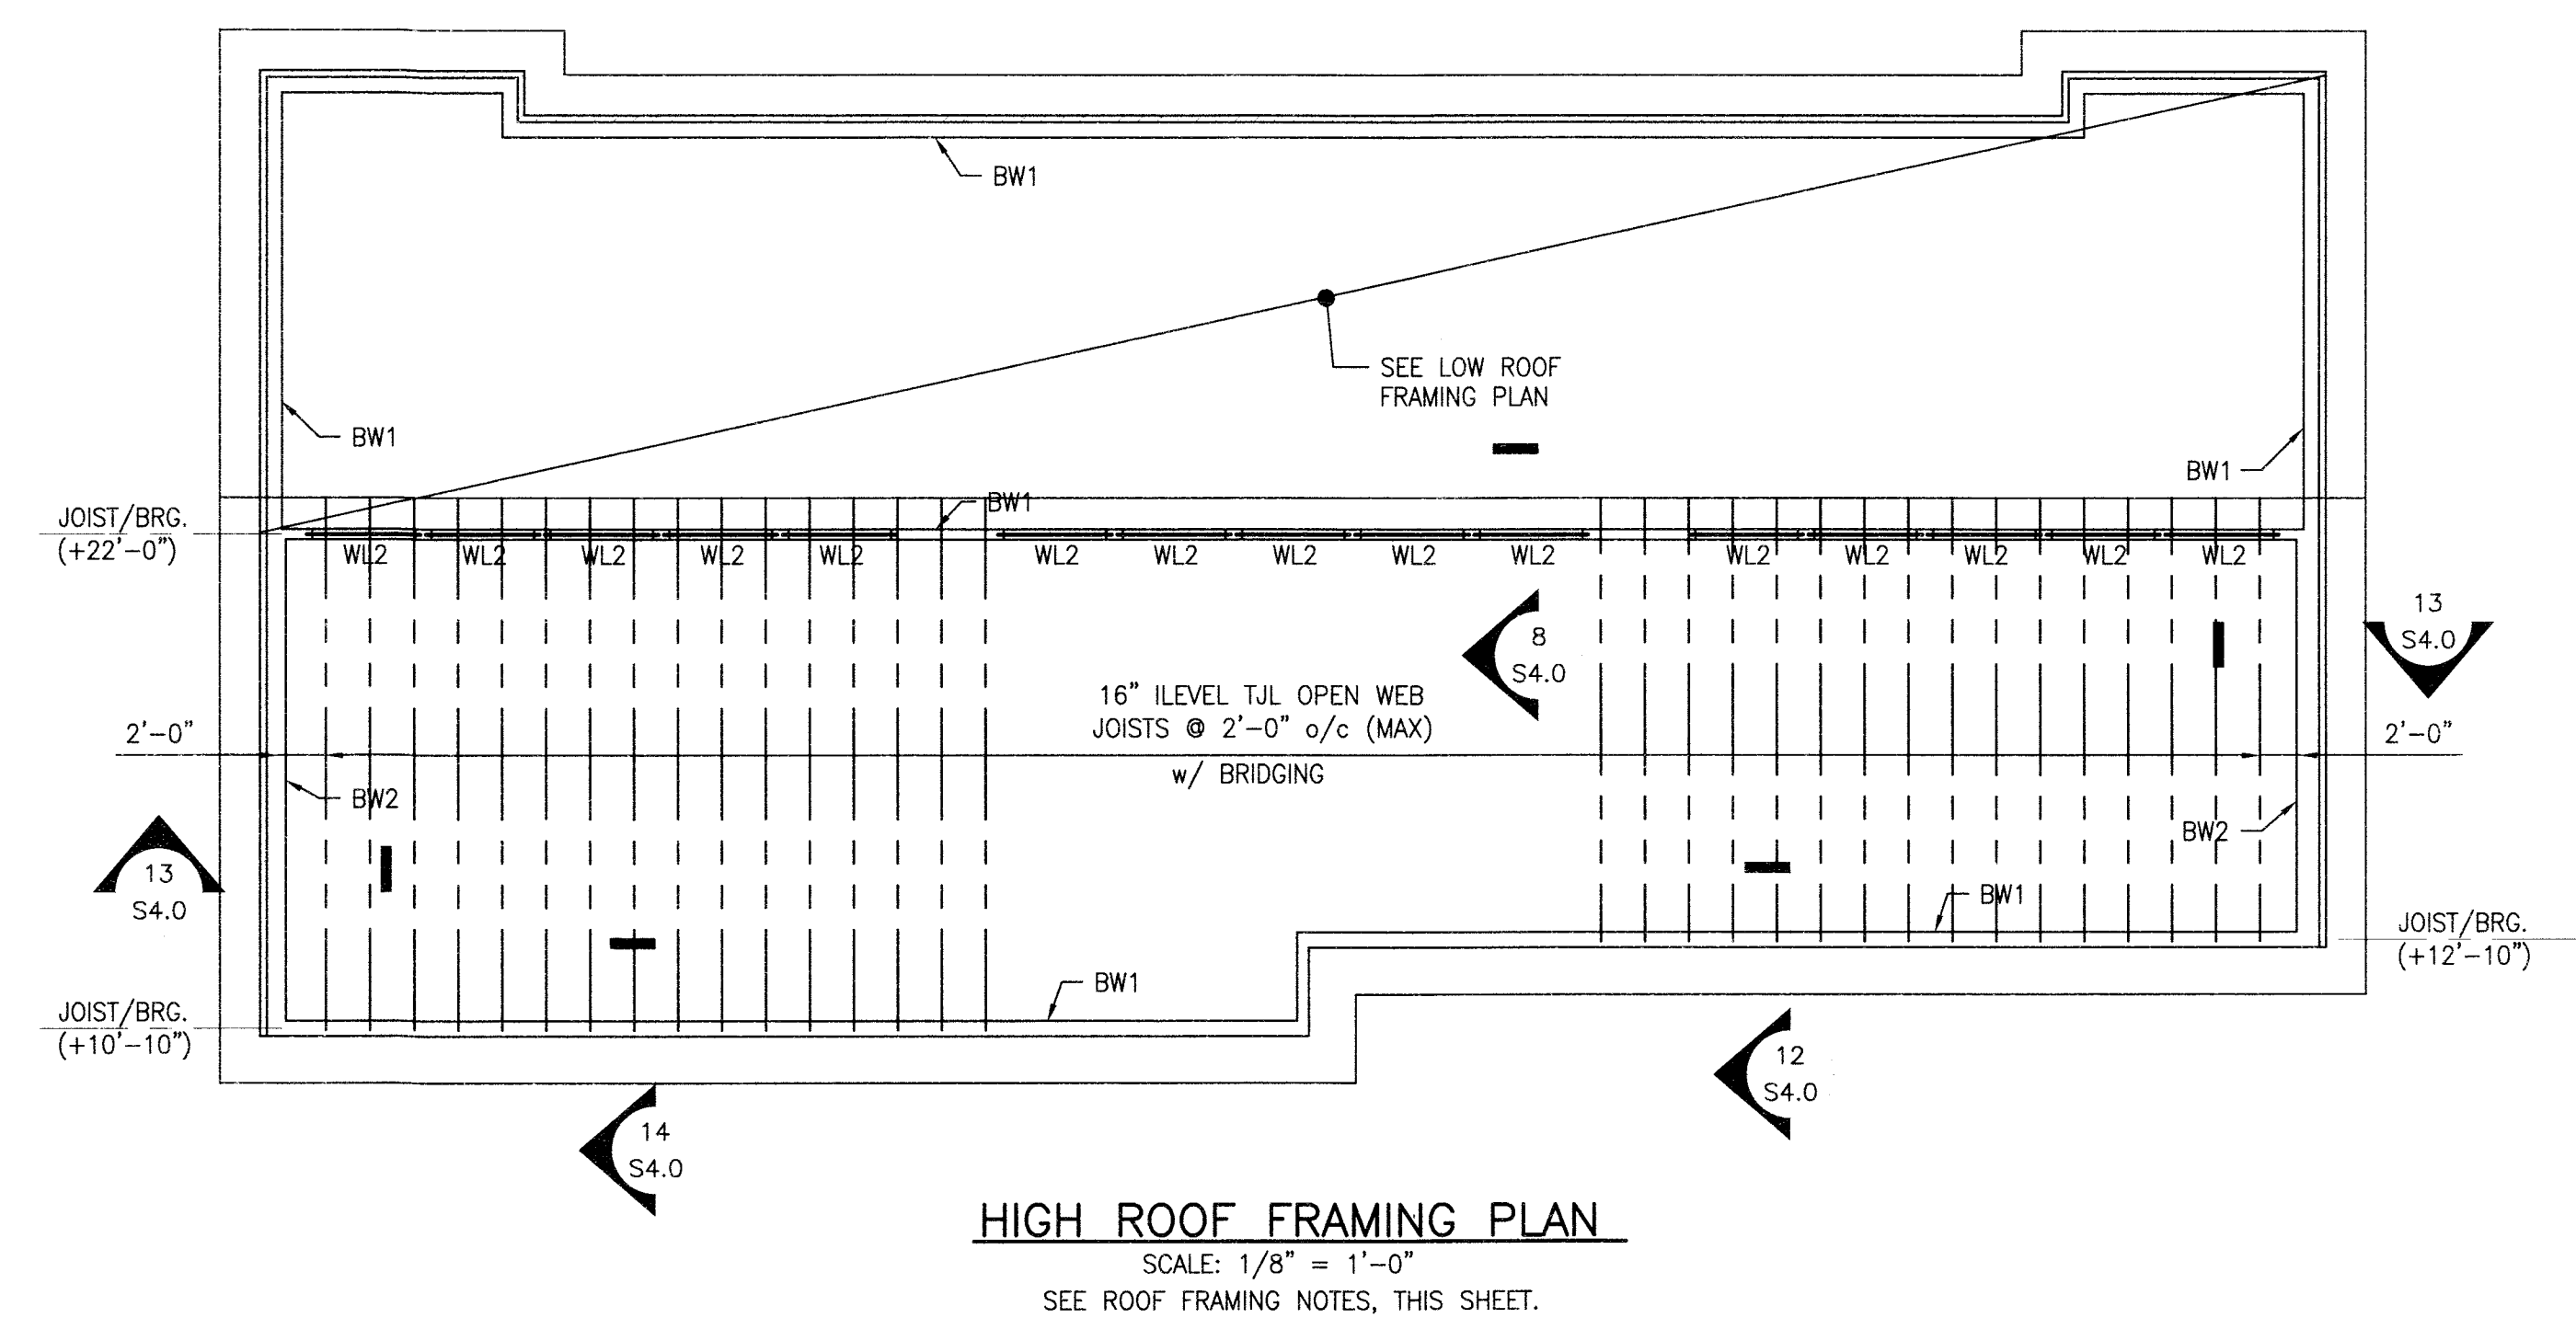 BW1
SEE LOW ROOF
FRAMING PLAN
BW1
BW1
BW1
JOIST/BRG.
(+22'-0")
WL2 WL2 WL2 WL2 WL2 WL2 WL2 WL2 WL2 WL2 WL2 WL2 WL2 WL2 WL2
13
S4.0
8
S4.0
16" ILEVEL TJL OPEN WEB
JOISTS @ 2'-0" o/c (MAX)
w/ BRIDGING
2'-0"
2'-0"
BW2
BW2
13
S4.0
BW1
JOIST/BRG.
(+12'-10")
BW1
JOIST/BRG.
(+10'-10")
12
S4.0
14
S4.0
HIGH ROOF FRAMING PLAN
SCALE: 1/8" = 1'-0"
SEE ROOF FRAMING NOTES, THIS SHEET.